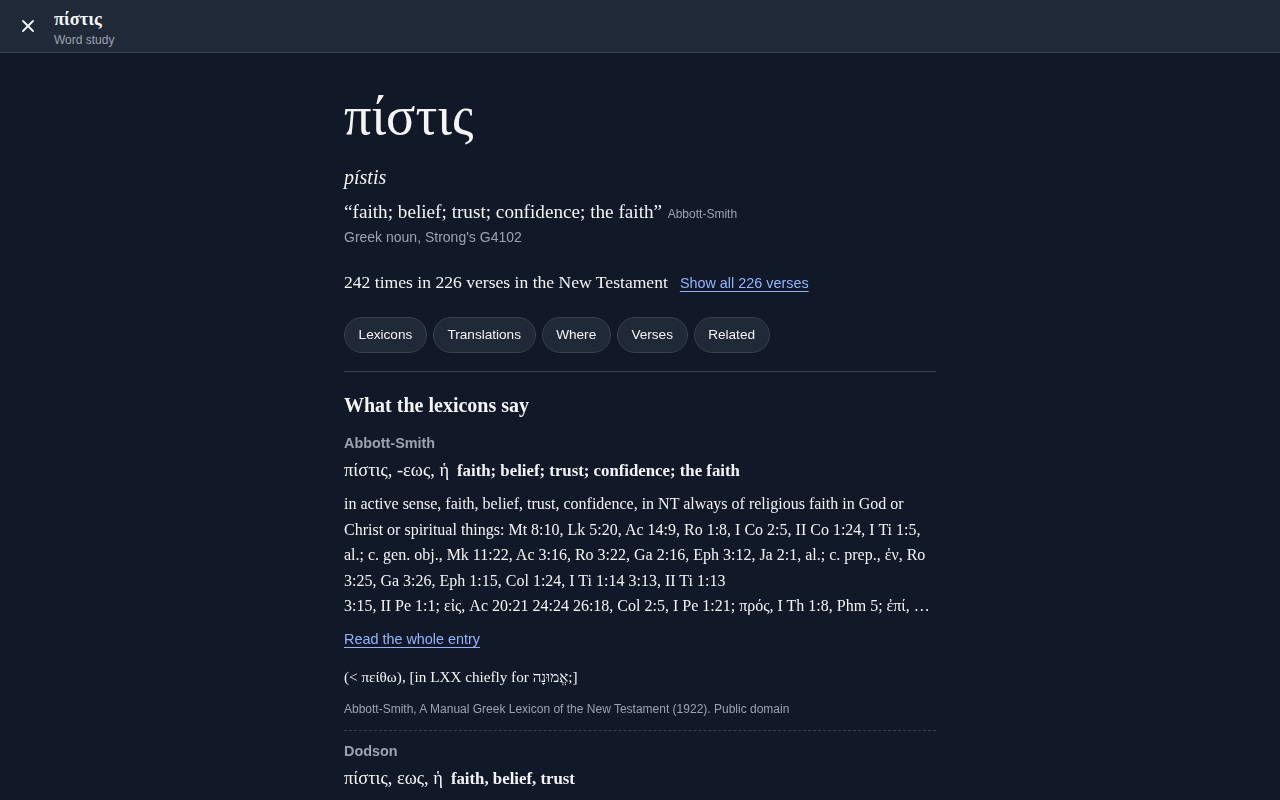 πίστις
Word study
πίστις
pístis
“faith; belief; trust; confidence; the faith” Abbott-Smith
Greek noun, Strong's G4102
242 times in 226 verses in the New Testament Show all 226 verses
Lexicons Translations Where Verses Related
What the lexicons say
Abbott-Smith
πίστις, -εως, ἡ faith; belief; trust; confidence; the faith
in active sense, faith, belief, trust, confidence, in NT always of religious faith in God or
Christ or spiritual things: Mt 8:10, Lk 5:20, Ac 14:9, Ro 1:8, I Co 2:5, II Co 1:24, I Ti 1:5,
al.; c. gen. obj., Mk 11:22, Ac 3:16, Ro 3:22, Ga 2:16, Eph 3:12, Ja 2:1, al.; c. prep., ἐν, Ro
3:25, Ga 3:26, Eph 1:15, Col 1:24, I Ti 1:14 3:13, II Ti 1:13
3:15, II Pe 1:1; εἰς, Ac 20:21 24:24 26:18, Col 2:5, I Pe 1:21; πρός, I Th 1:8, Phm 5; ἐπί, …
Read the whole entry
(< πείθω), [in LXX chiefly for אֱמוּנָה;]
Abbott-Smith, A Manual Greek Lexicon of the New Testament (1922). Public domain
Dodson
πίστις, εως, ἡ faith, belief, trust